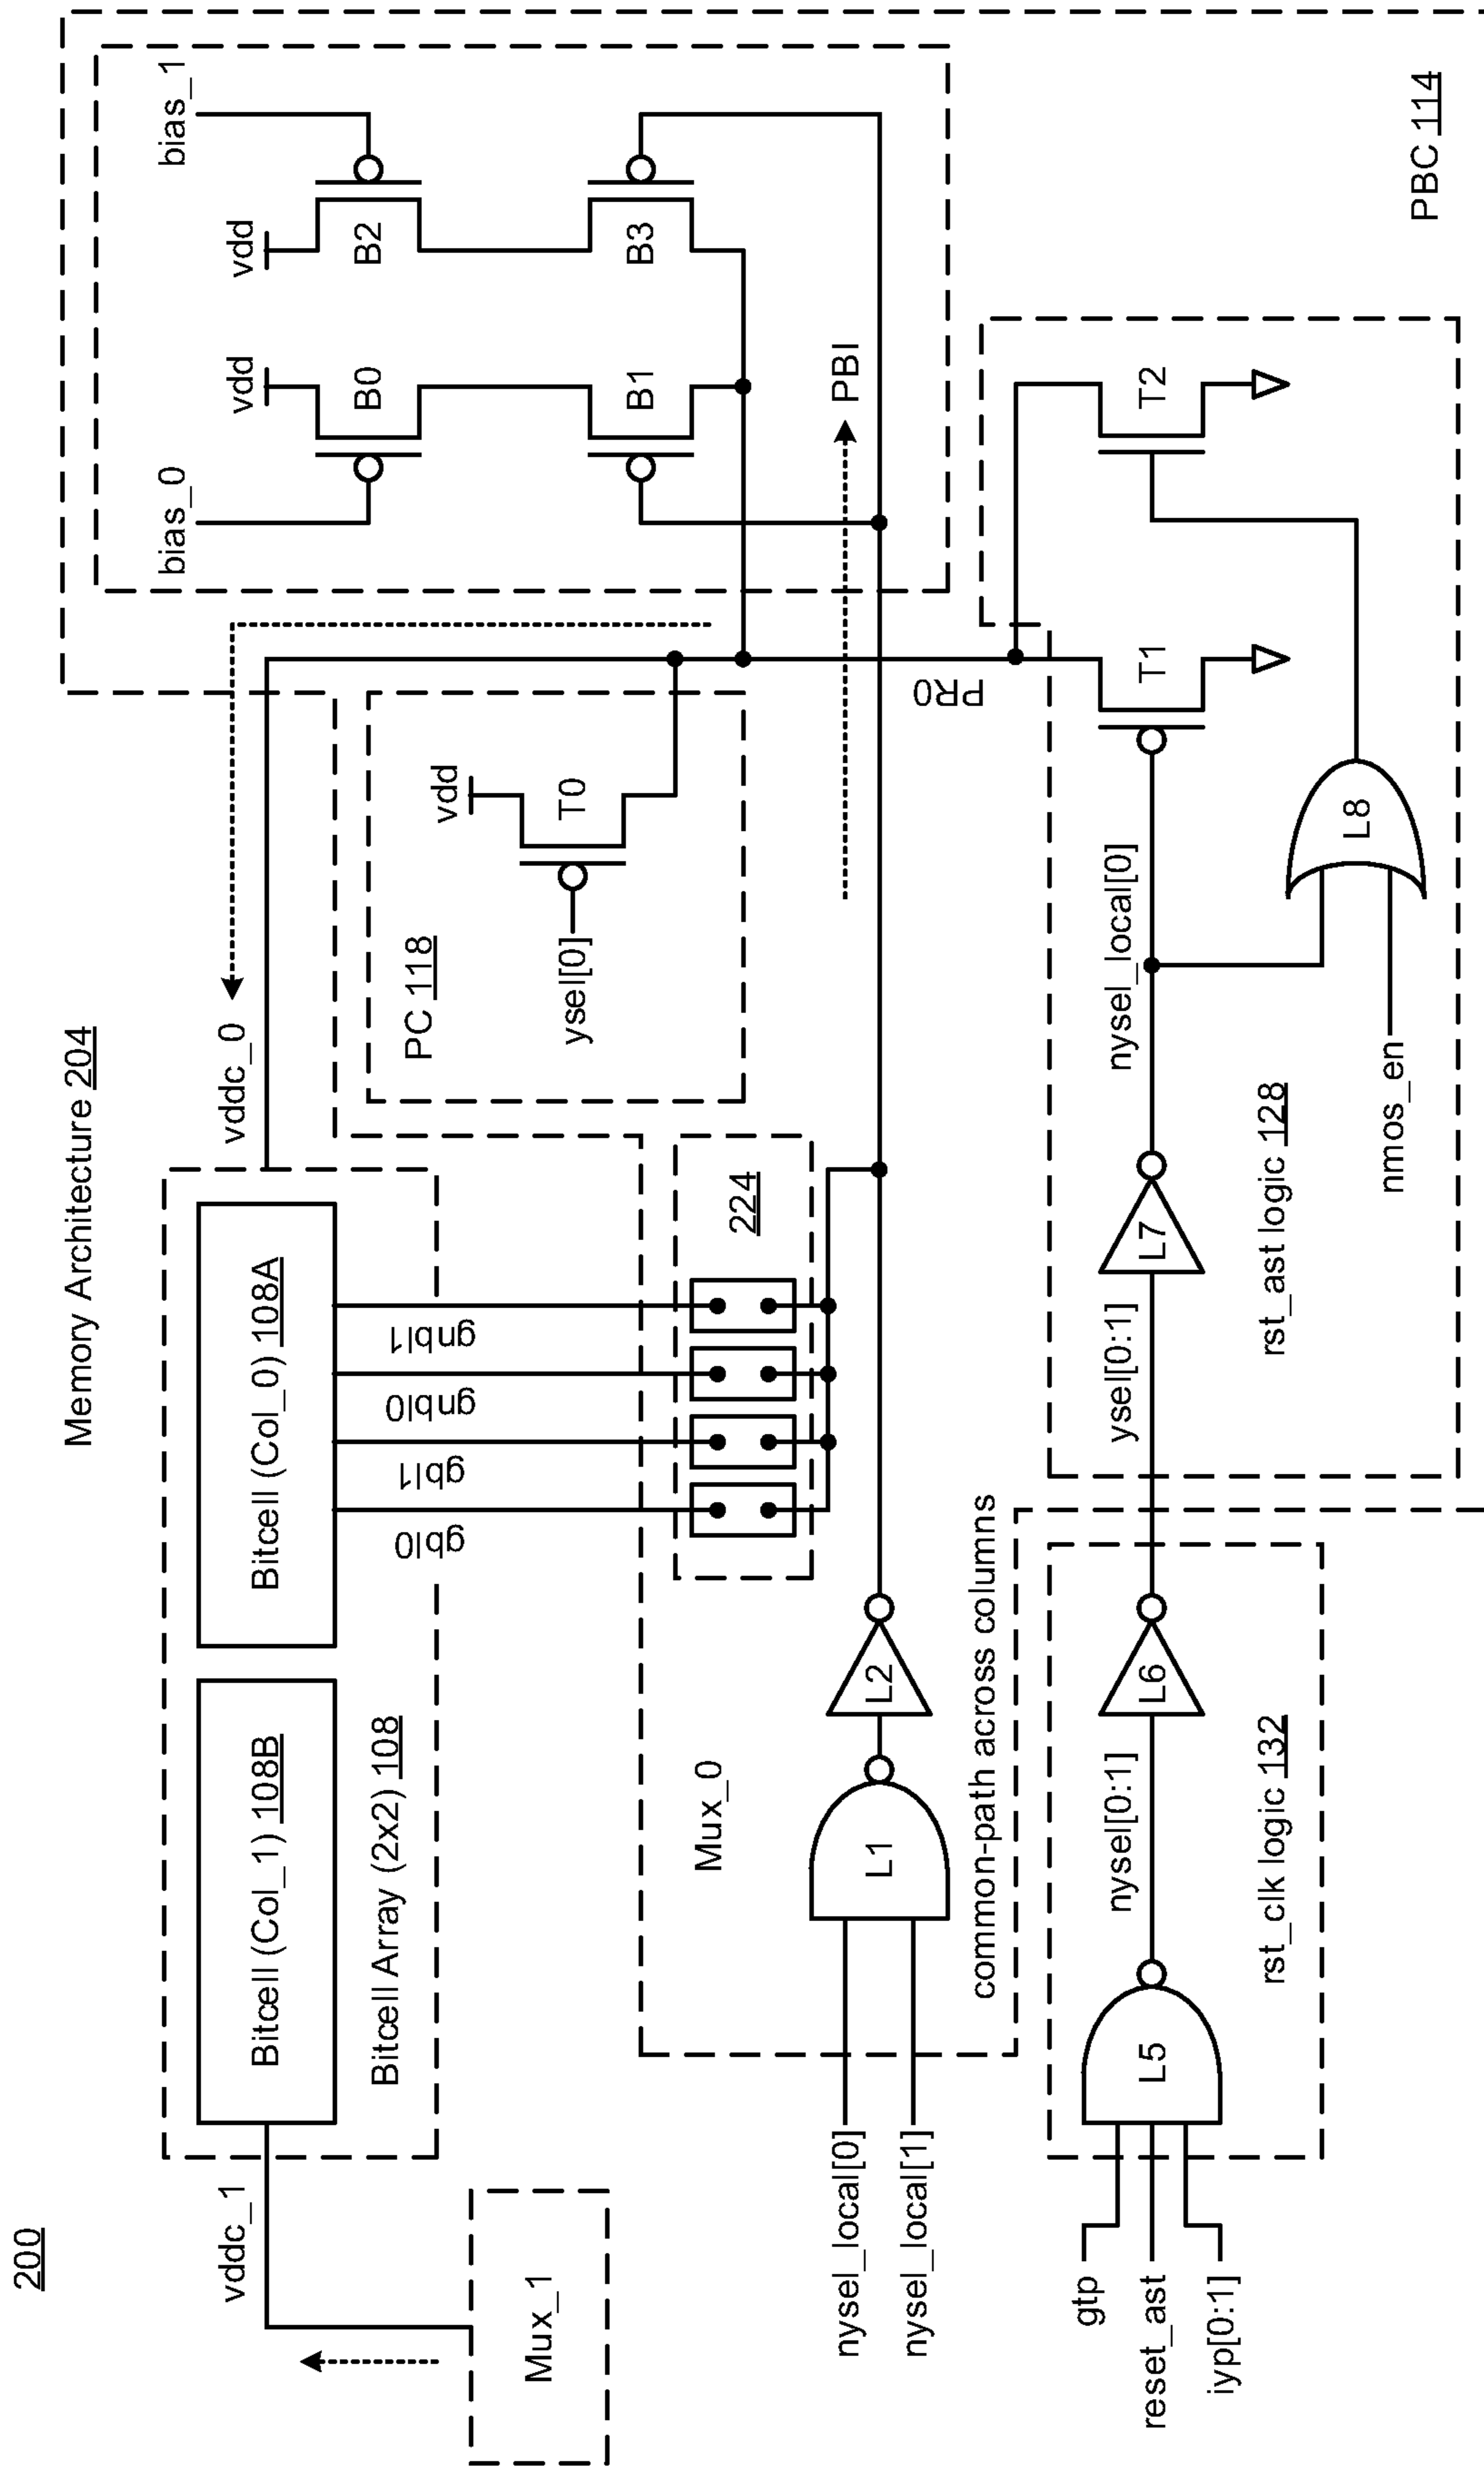 200
Memory Architecture 204
vddc_1
vddc_0
Bitcell (Col_1) 108B
Bitcell (Col_0) 108A
Bitcell Array (2x2) 108
Mux_1
gbl0
gbl1
gnbl0
gnbl1
224
PC 118
vdd
T0
ysel[0]
bias_0
bias_1
vdd
vdd
B0
B2
B1
B3
PBI
PR0
Mux_0
nysel_local[0]
nysel_local[1]
L1
L2
common-path across columns
gtp
reset_ast
iyp[0:1]
L5
nysel[0:1]
L6
rst_clk logic 132
ysel[0:1]
L7
nysel_local[0]
T1
T2
L8
nmos_en
rst_ast logic 128
PBC 114